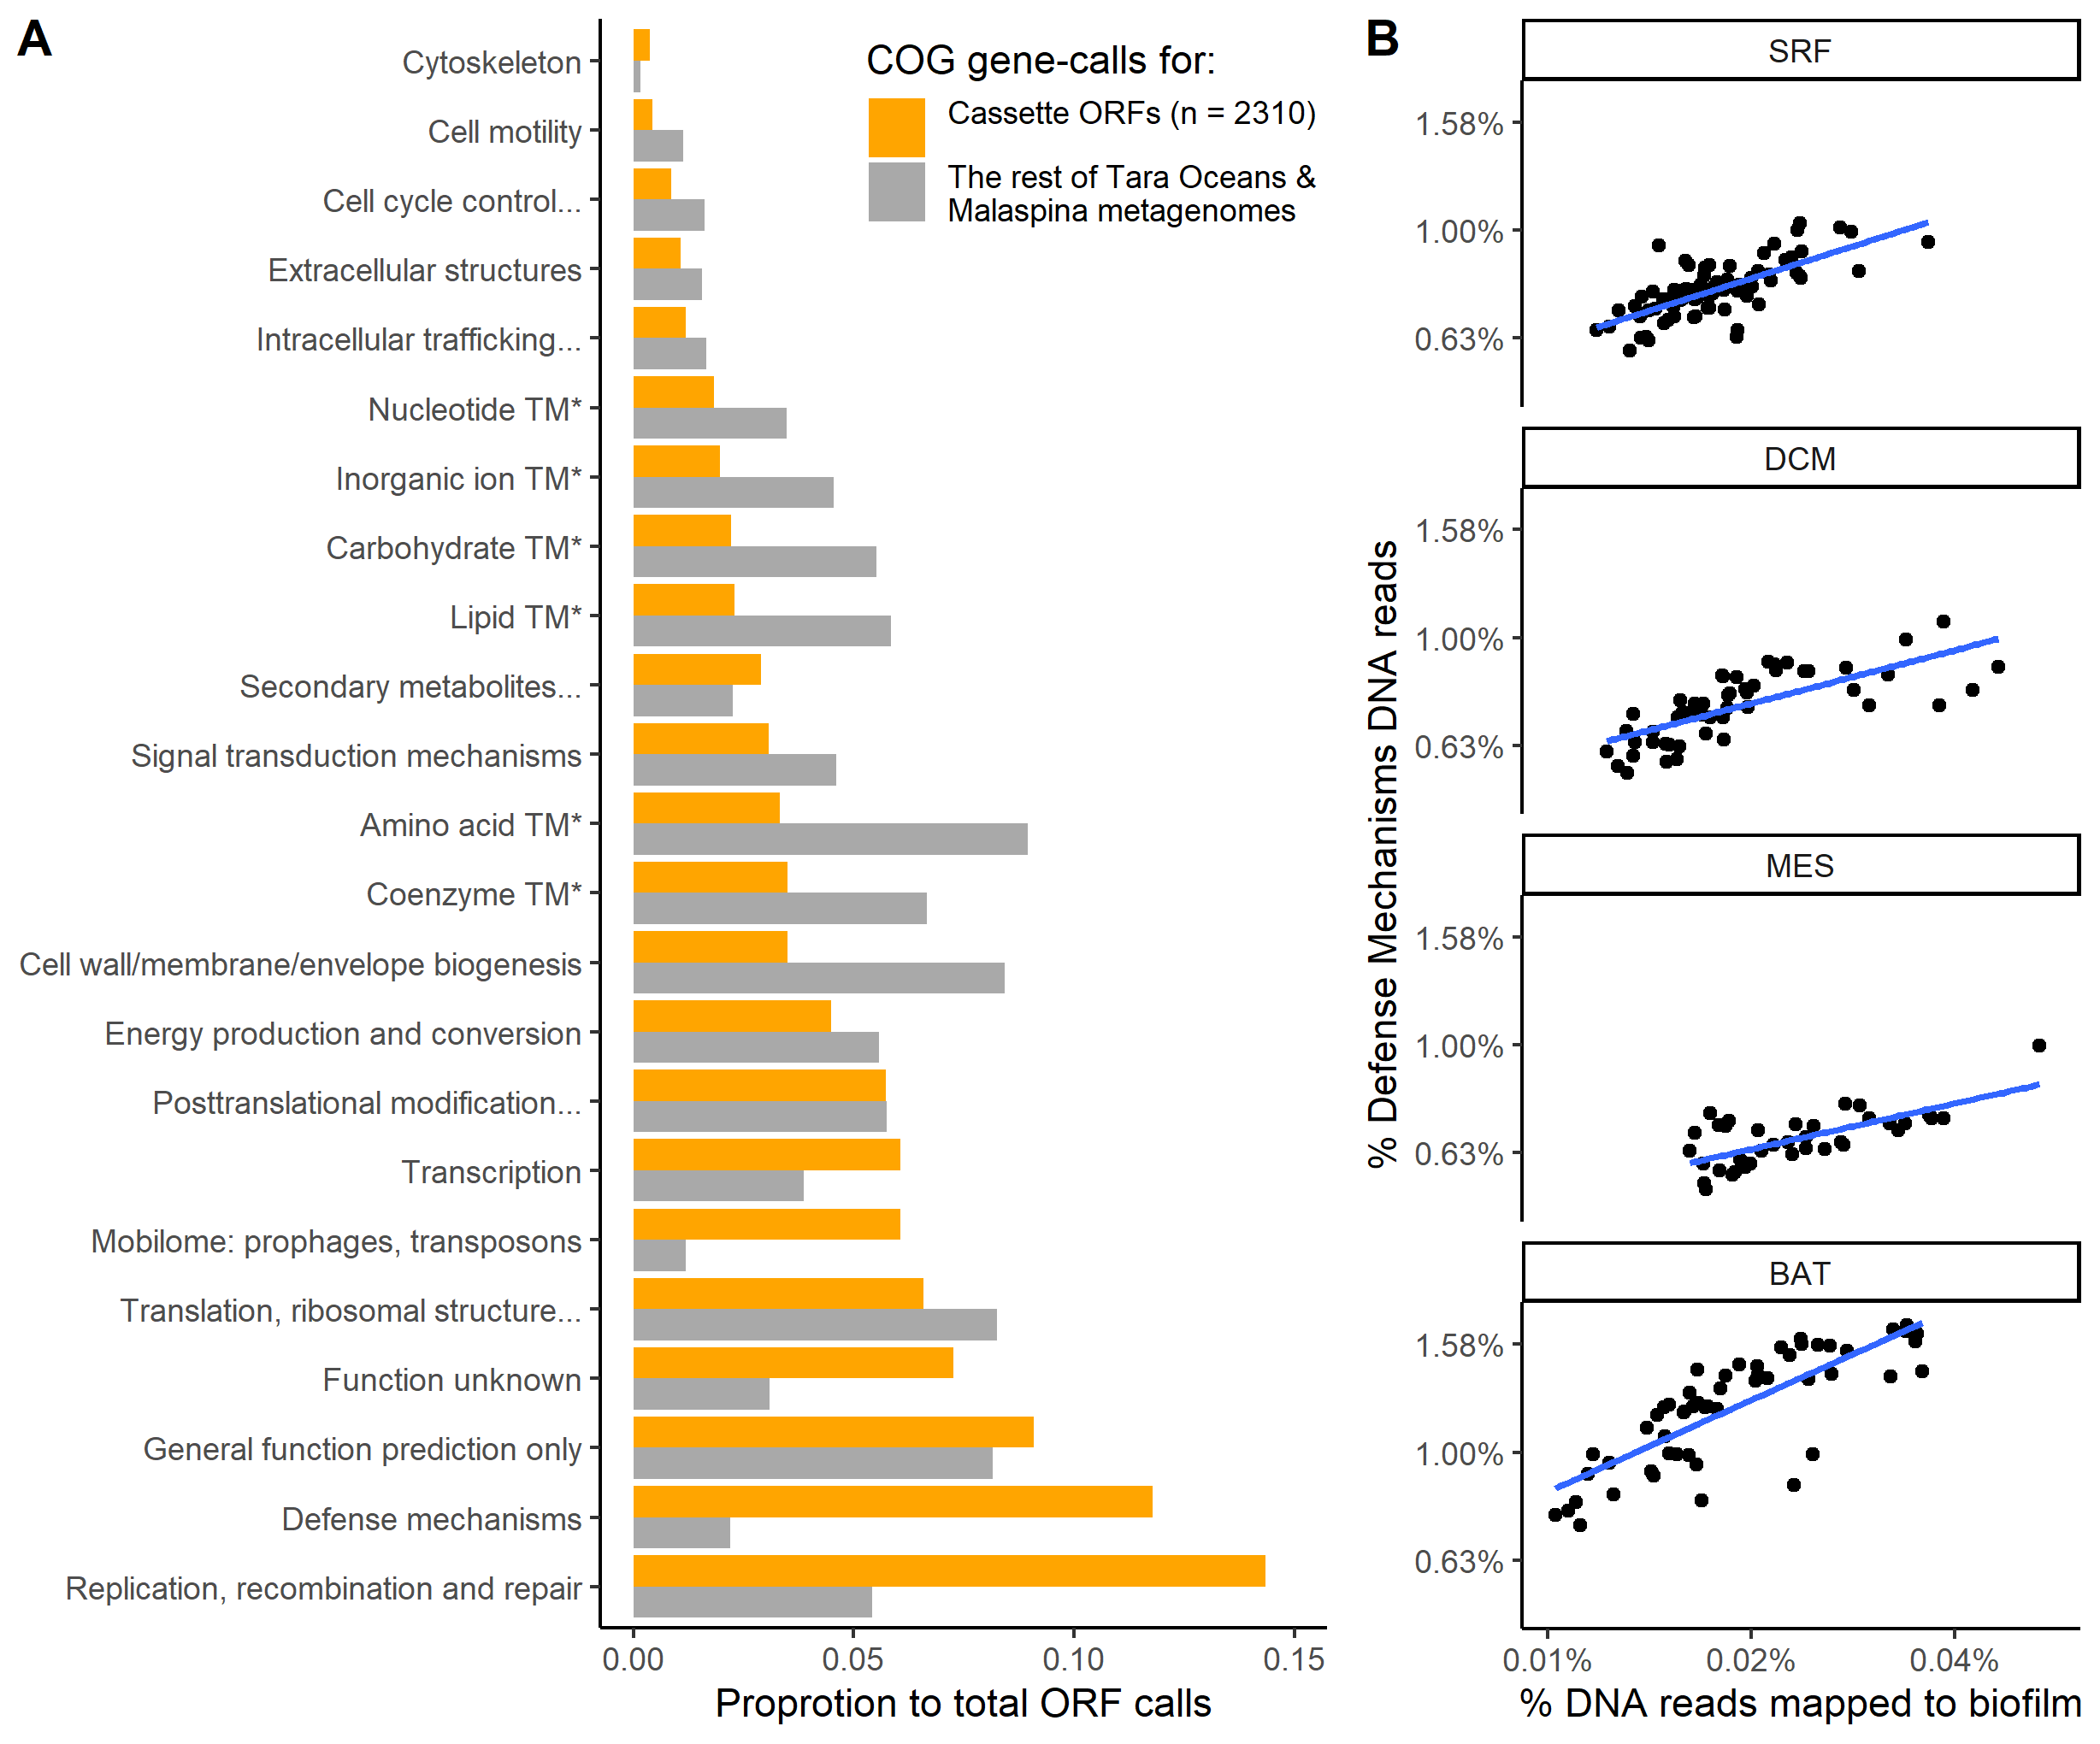 A
Cytoskeleton
Cell motility
Cell cycle control...
Extracellular structures
Intracellular trafficking...
Nucleotide TM*
Inorganic ion TM*
Carbohydrate TM*
Lipid TM*
Secondary metabolites...
Signal transduction mechanisms
Amino acid TM*
Coenzyme TM*
Cell wall/membrane/envelope biogenesis
Energy production and conversion
Posttranslational modification...
Transcription
Mobilome: prophages, transposons
Translation, ribosomal structure...
Function unknown
General function prediction only
Defense mechanisms
Replication, recombination and repair
0.00 0.05 0.10 0.15
Proprotion to total ORF calls
COG gene-calls for:
Cassette ORFs (n = 2310)
The rest of Tara Oceans &
Malaspina metagenomes
B
% Defense Mechanisms DNA reads
SRF
1.58%
1.00%
0.63%
DCM
1.58%
1.00%
0.63%
MES
1.58%
1.00%
0.63%
BAT
1.58%
1.00%
0.63%
0.01% 0.02% 0.04%
% DNA reads mapped to biofilm